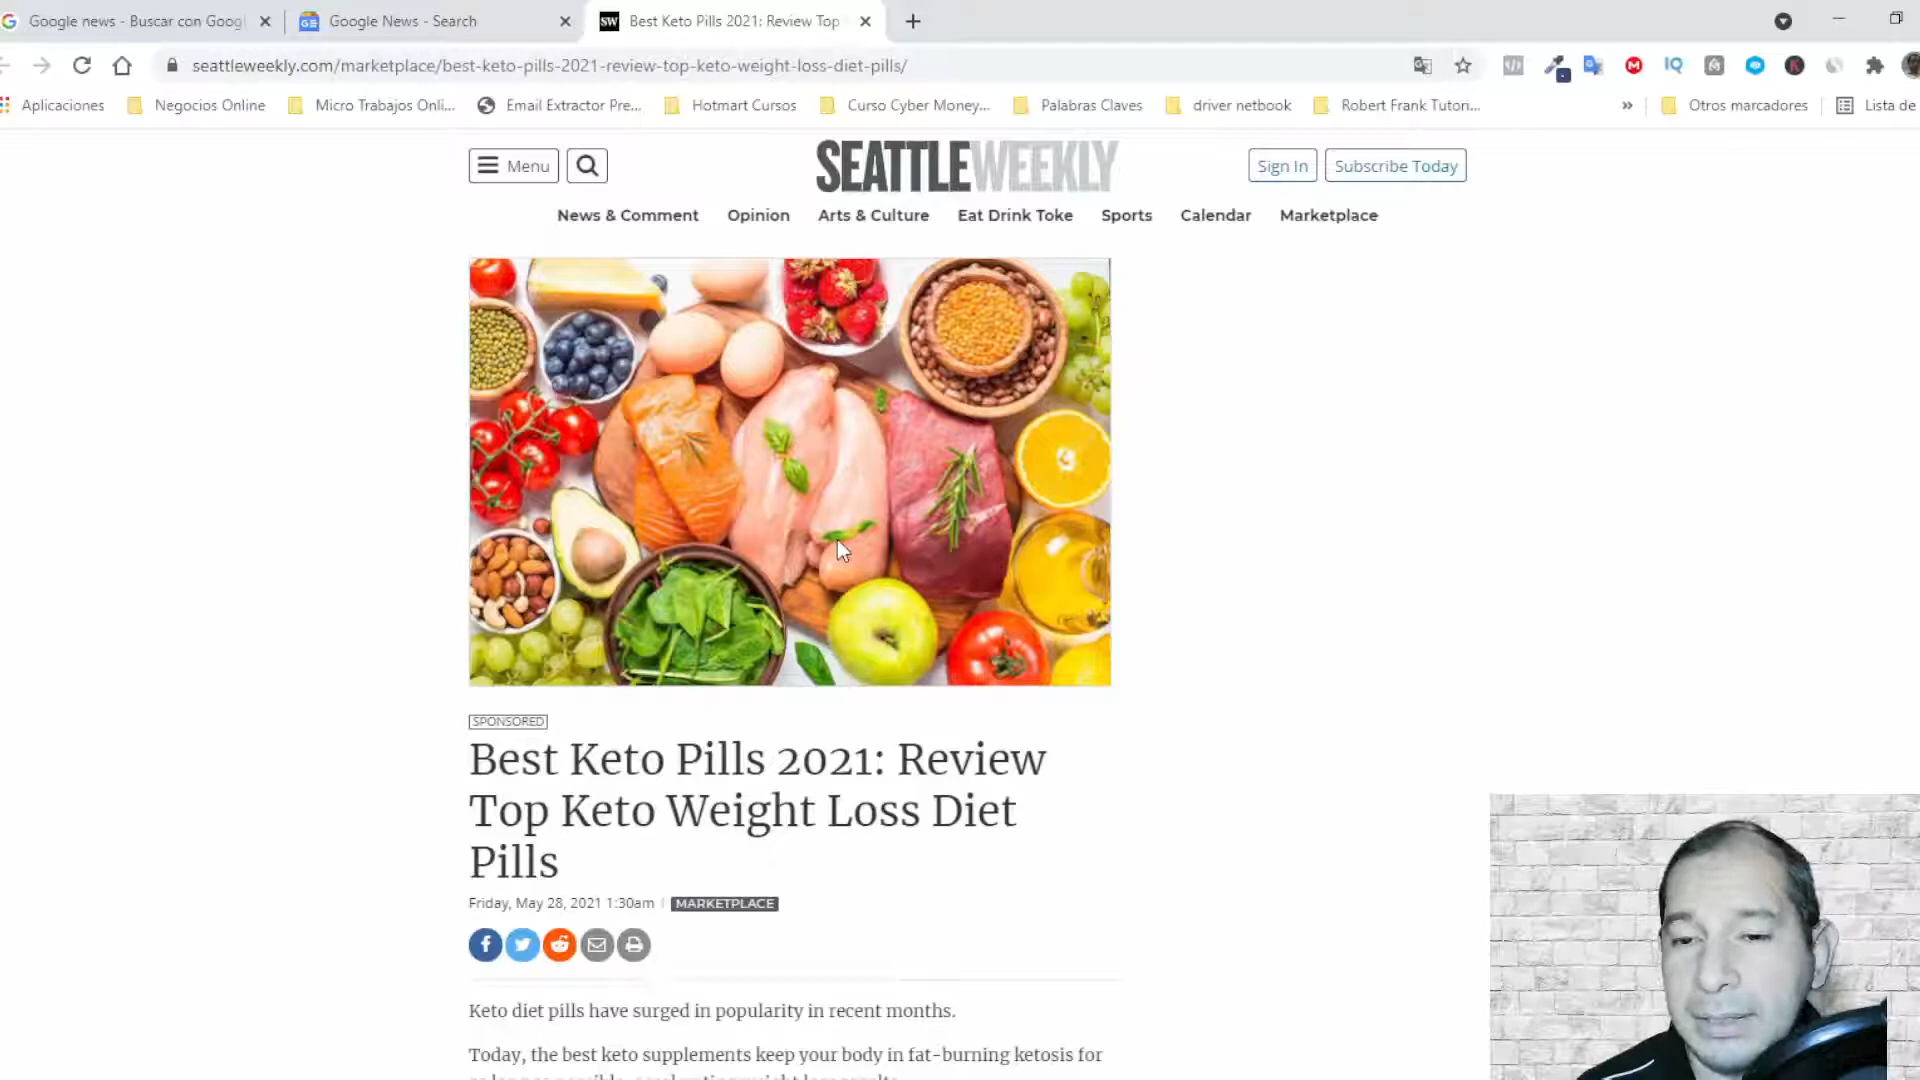 Google news - Buscar con Googl
Google News - Search
SW
Best Keto Pills 2021: Review Top
seattleweekly.com/marketplace/best-keto-pills-2021-review-top-keto-weight-loss-diet-pills/
IQ
Aplicaciones
Negocios Online
Micro Trabajos Onli...
Email Extractor Pre...
Hotmart Cursos
Curso Cyber Money...
Palabras Claves
driver netbook
Robert Frank Tutori...
»
Otros marcadores
Lista de
Menu
SEATTLEWEEKLY
Sign In
Subscribe Today
News & Comment
Opinion
Arts & Culture
Eat Drink Toke
Sports
Calendar
Marketplace
SPONSORED
Best Keto Pills 2021: Review
Top Keto Weight Loss Diet
Pills
Friday, May 28, 2021 1:30am | MARKETPLACE
Keto diet pills have surged in popularity in recent months.
Today, the best keto supplements keep your body in fat-burning ketosis for